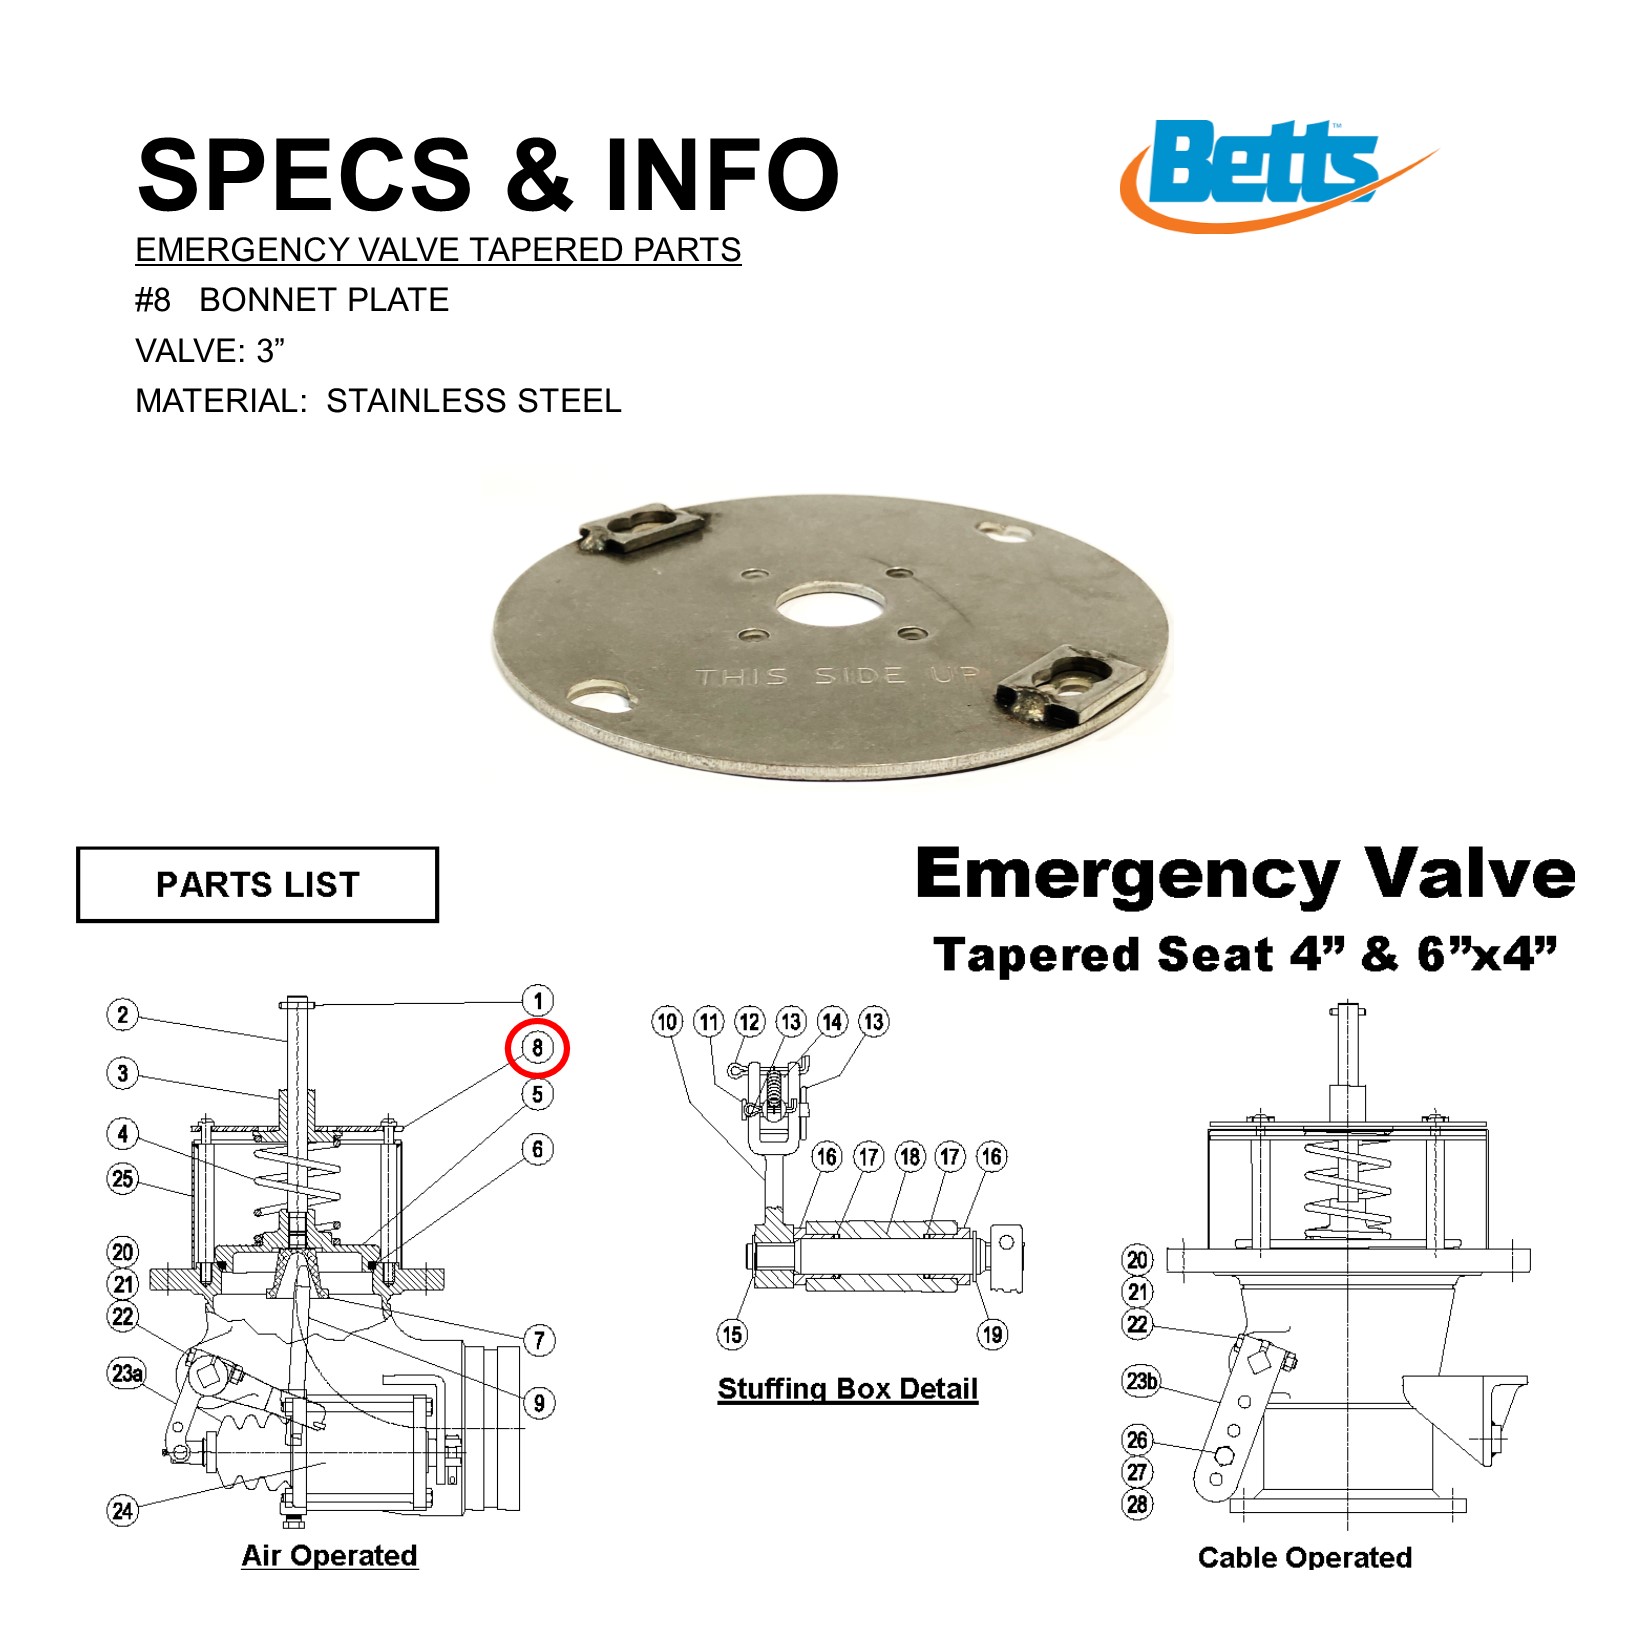 SPECS & INFO
Betts™
EMERGENCY VALVE TAPERED PARTS
#8 BONNET PLATE
VALVE: 3”
MATERIAL: STAINLESS STEEL
THIS SIDE UP
PARTS LIST
Emergency Valve
Tapered Seat 4” & 6”x4”
1
2
8
3
5
4
6
25
20
21
22
7
23a
9
24
Air Operated
10 11 12 13 14 13
16 17 18 17 16
15 19
Stuffing Box Detail
20
21
22
23b
26
27
28
Cable Operated